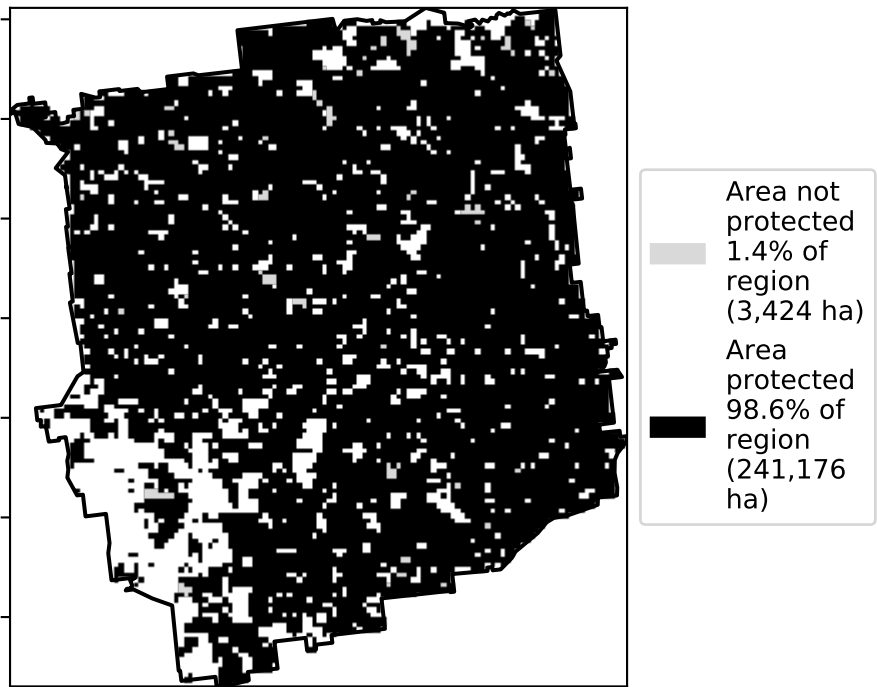 Area not
protected
1.4% of
region
(3,424 ha)
Area
protected
98.6% of
region
(241,176
ha)